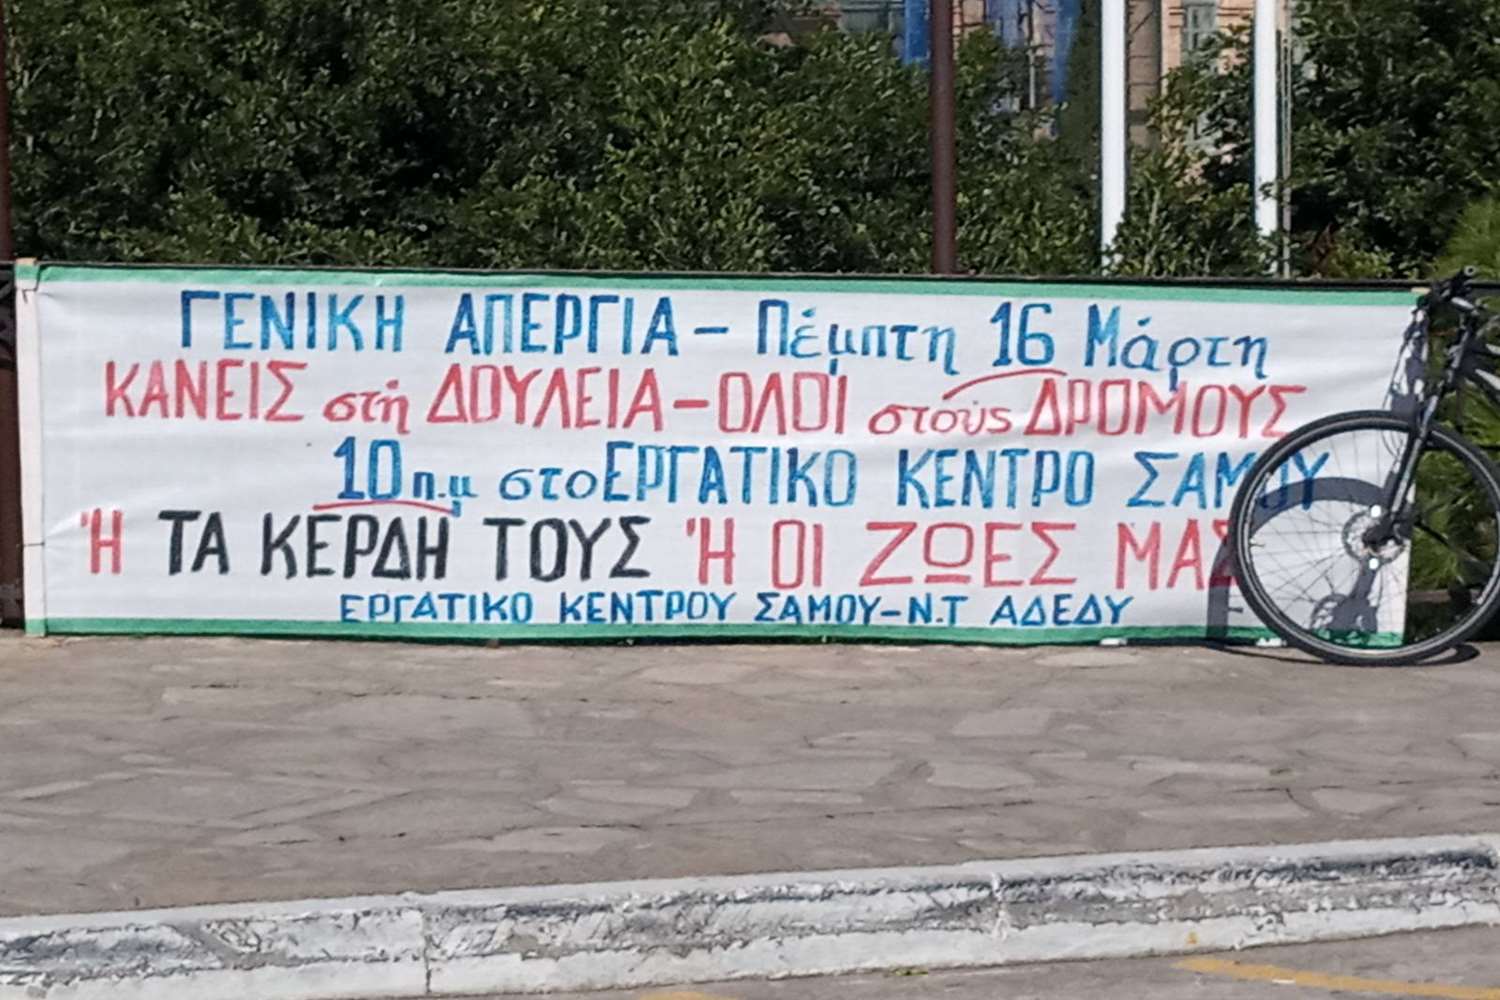 ΓΕΝΙΚΗ ΑΠΕΡΓΙΑ - Πέμπτη 16 Μάρτη
ΚΑΝΕΙΣ στή ΔΟΥΛΕΙΑ - ΟΛΟΙ στούς ΔΡΟΜΟΥΣ
10 π.μ στο ΕΡΓΑΤΙΚΟ ΚΕΝΤΡΟ ΣΑΜΟΥ
Ή ΤΑ ΚΕΡΔΗ ΤΟΥΣ Ή ΟΙ ΖΩΕΣ ΜΑΣ
ΕΡΓΑΤΙΚΟ ΚΕΝΤΡΟΥ ΣΑΜΟΥ - Ν.Τ ΑΔΕΔΥ